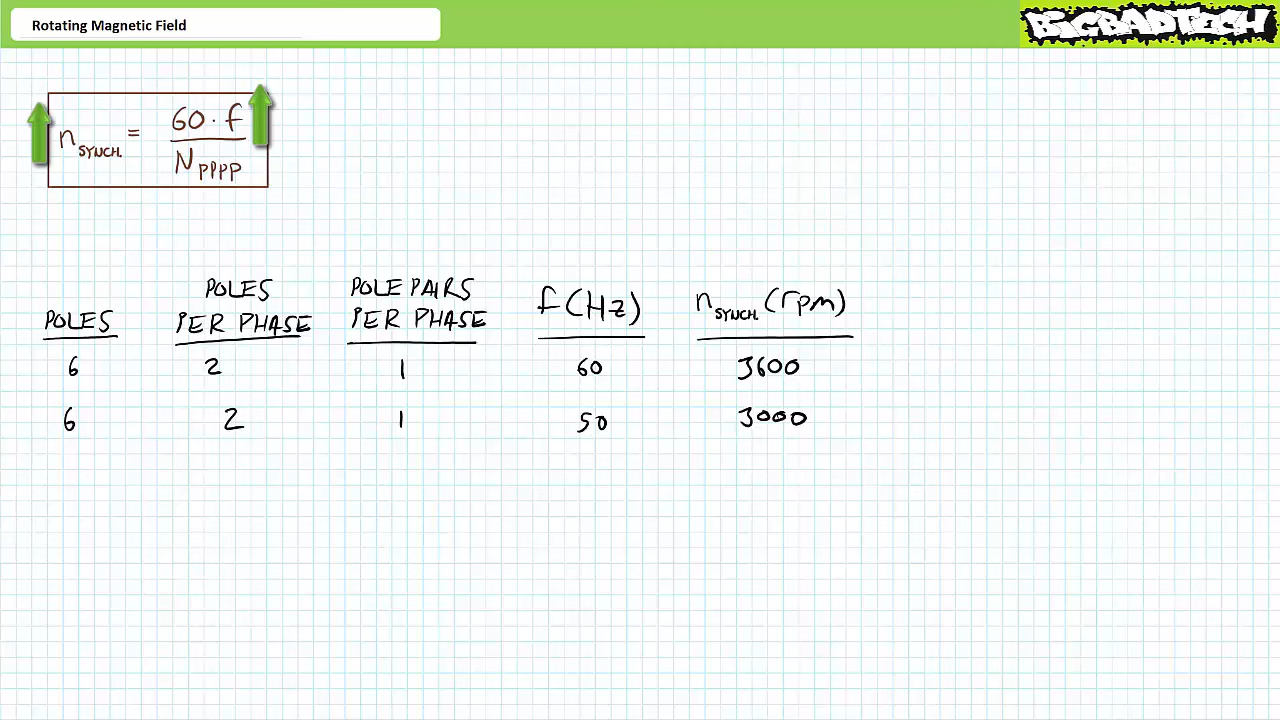 Rotating Magnetic Field
BIGBADTECH
n SYNCH. = 60 · f / N PPPP
POLES
POLES PER PHASE
POLE PAIRS PER PHASE
f (Hz)
n SYNCH. (rpm)
6 2 1 60 3600
6 2 1 50 3000